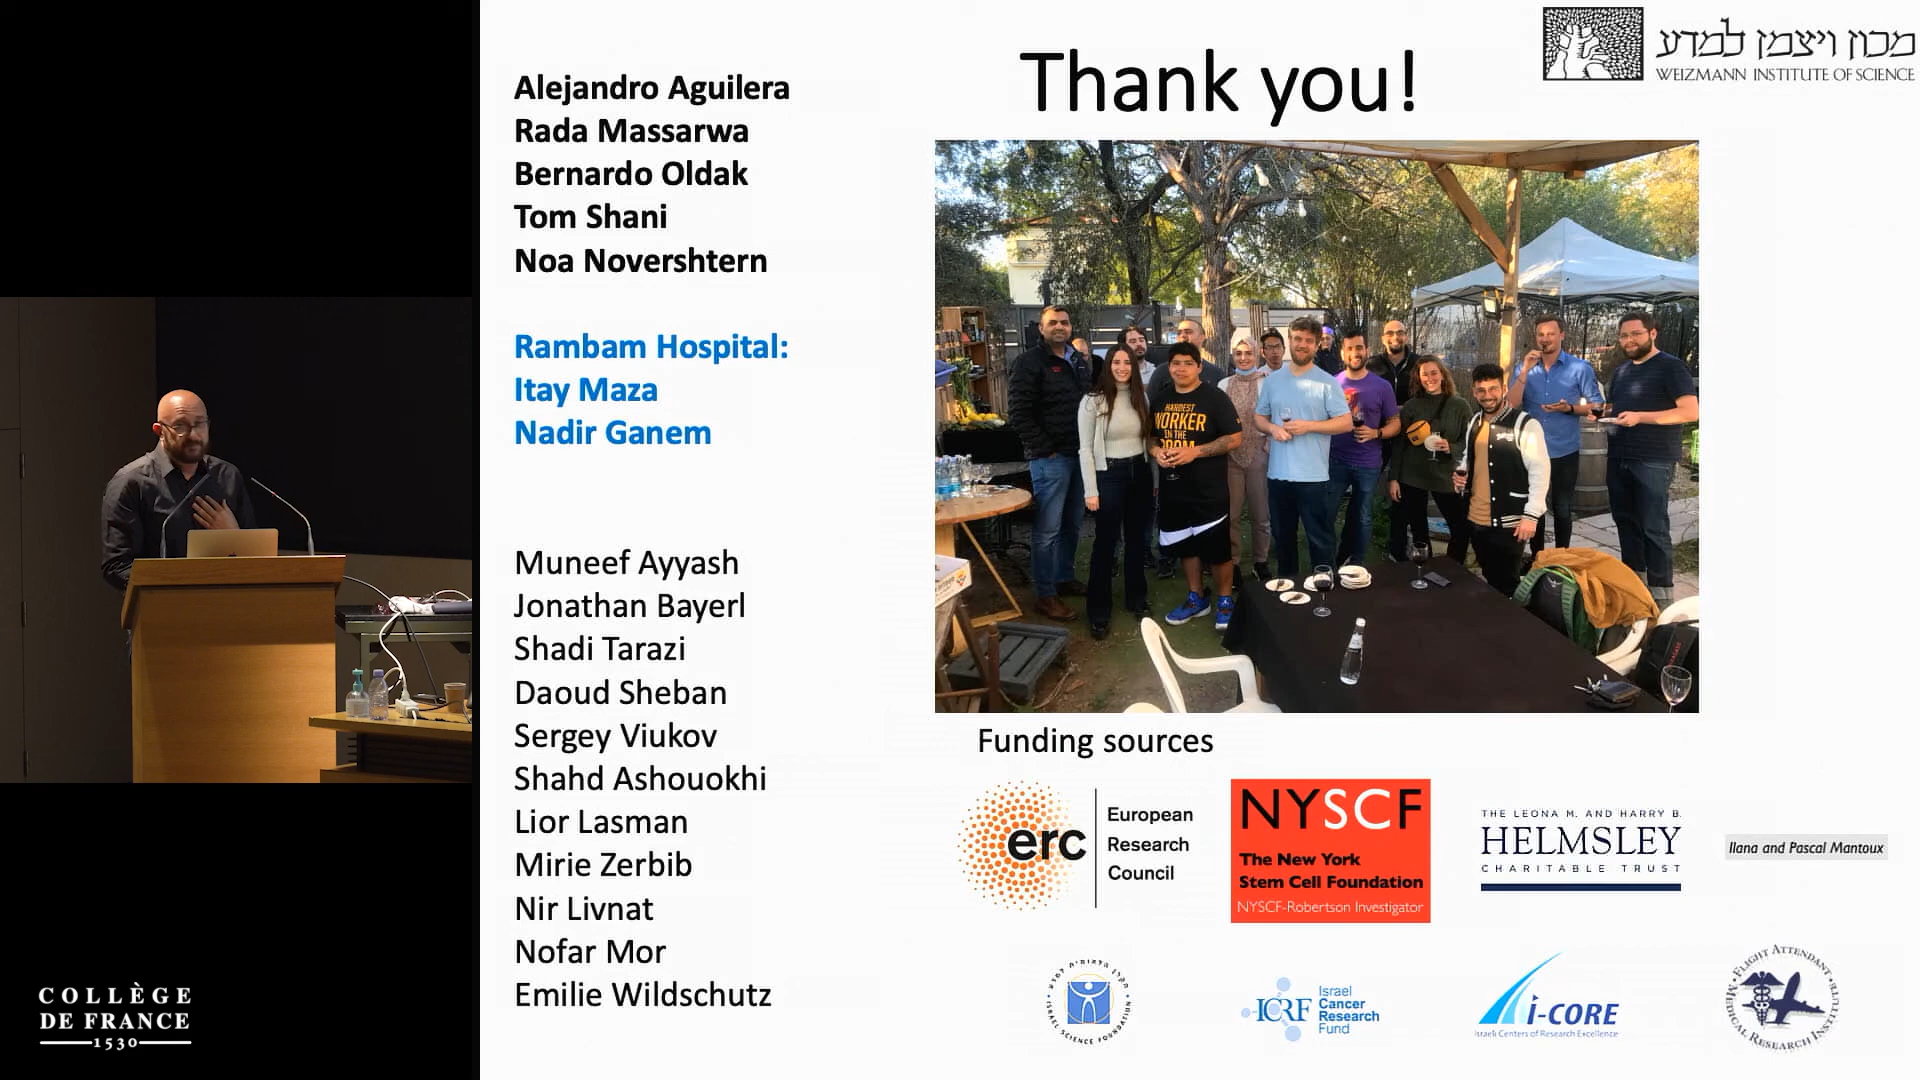 Alejandro Aguilera
Rada Massarwa
Bernardo Oldak
Tom Shani
Noa Novershtern
Rambam Hospital:
Itay Maza
Nadir Ganem
Muneef Ayyash
Jonathan Bayerl
Shadi Tarazi
Daoud Sheban
Sergey Viukov
Shahd Ashouokhi
Lior Lasman
Mirie Zerbib
Nir Livnat
Nofar Mor
Emilie Wildschutz
Thank you!
מכון ויצמן למדע
WEIZMANN INSTITUTE OF SCIENCE
HARDEST
WORKER
IN THE
ROOM
Funding sources
erc
European
Research
Council
NYSCF
The New York
Stem Cell Foundation
NYSCF-Robertson Investigator
THE LEONA M. AND HARRY B.
HELMSLEY
CHARITABLE TRUST
Ilana and Pascal Mantoux
הקרן הלאומית למדע
ISRAEL SCIENCE FOUNDATION
ICRF
Israel
Cancer
Research
Fund
i-CORE
Israeli Centers of Research Excellence
FLIGHT ATTENDANT
MEDICAL RESEARCH INSTITUTE
COLLÈGE
DE FRANCE
1530